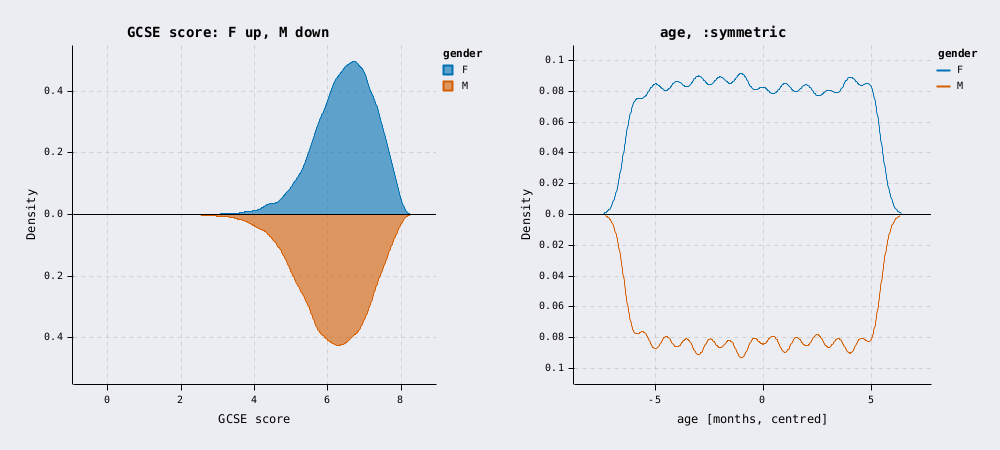 GCSE score: F up, M down
gender
F
M
0.4
0.2
0.0
0.2
0.4
Density
0 2 4 6 8
GCSE score
age, :symmetric
gender
F
M
0.1
0.08
0.06
0.04
0.02
0.0
0.02
0.04
0.06
0.08
0.1
Density
-5 0 5
age [months, centred]